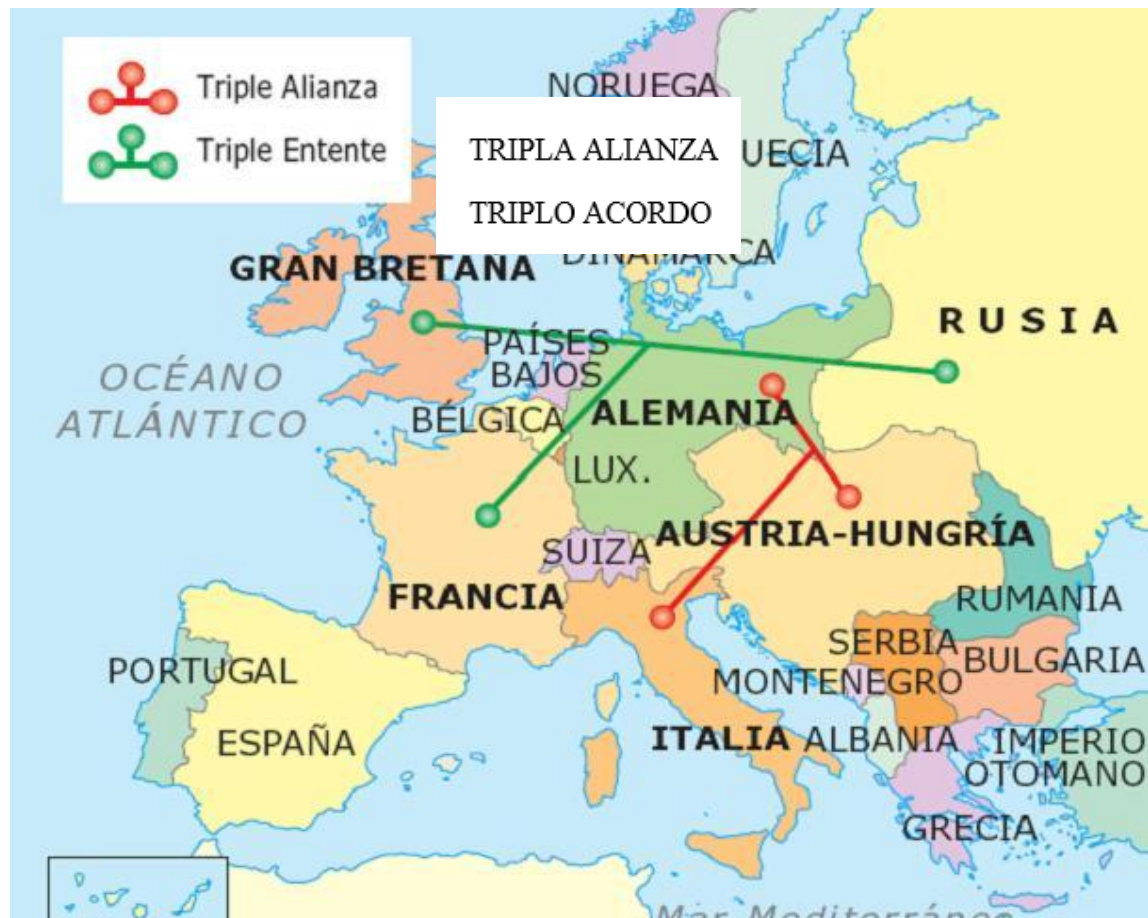 Triple Alianza
Triple Entente
NORUEGA
TRIPLA ALIANZA
UECIA
TRIPLO ACORDO
DINAMARCA
GRAN BRETANA
RUSIA
PAÍSES
BAJOS
OCÉANO
ATLÁNTICO
BÉLGICA
ALEMANIA
LUX.
AUSTRIA-HUNGRÍA
SUIZA
FRANCIA
RUMANIA
SERBIA
BULGARIA
PORTUGAL
MONTENEGRO
ESPAÑA
ITALIA
ALBANIA
IMPERIO
OTOMANO
GRECIA
Mar Mediterráneo